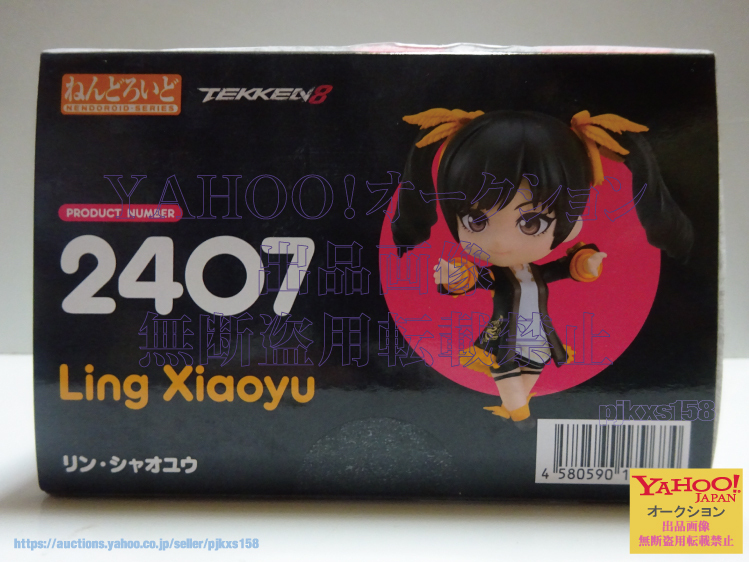 ねんどろいど
NENDOROID·SERIES
TEKKEN8
PRODUCT NUMBER
2407
Ling Xiaoyu
リン・シャオユウ
YAHOO!オークション
出品画像
無断盗用転載禁止
pjkxs158
4 580590 1
YAHOO!
JAPAN
オークション
出品画像
無断盗用転載禁止
https://auctions.yahoo.co.jp/seller/pjkxs158